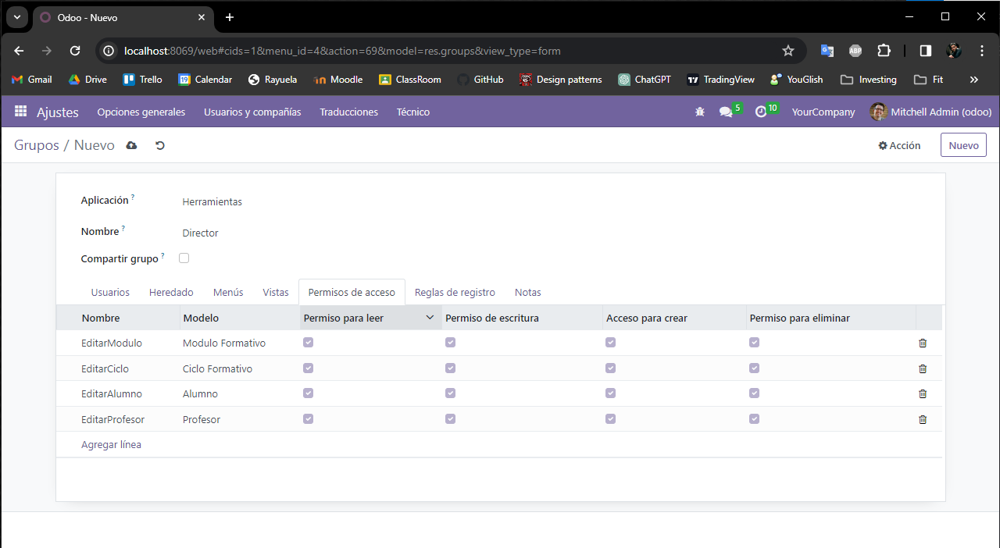 Odoo - Nuevo
localhost:8069/web#cids=1&menu_id=4&action=69&model=res.groups&view_type=form
Gmail Drive Trello 19 Calendar Rayuela Moodle ClassRoom GitHub Design patterns ChatGPT TradingView YouGlish Investing Fit »
Ajustes Opciones generales Usuarios y compañías Traducciones Técnico 5 10 YourCompany Mitchell Admin (odoo)
Grupos / Nuevo Acción Nuevo
Aplicación ? Herramientas
Nombre ? Director
Compartir grupo ?
Usuarios Heredado Menús Vistas Permisos de acceso Reglas de registro Notas
Nombre Modelo Permiso para leer Permiso de escritura Acceso para crear Permiso para eliminar
EditarModulo Modulo Formativo
EditarCiclo Ciclo Formativo
EditarAlumno Alumno
EditarProfesor Profesor
Agregar línea